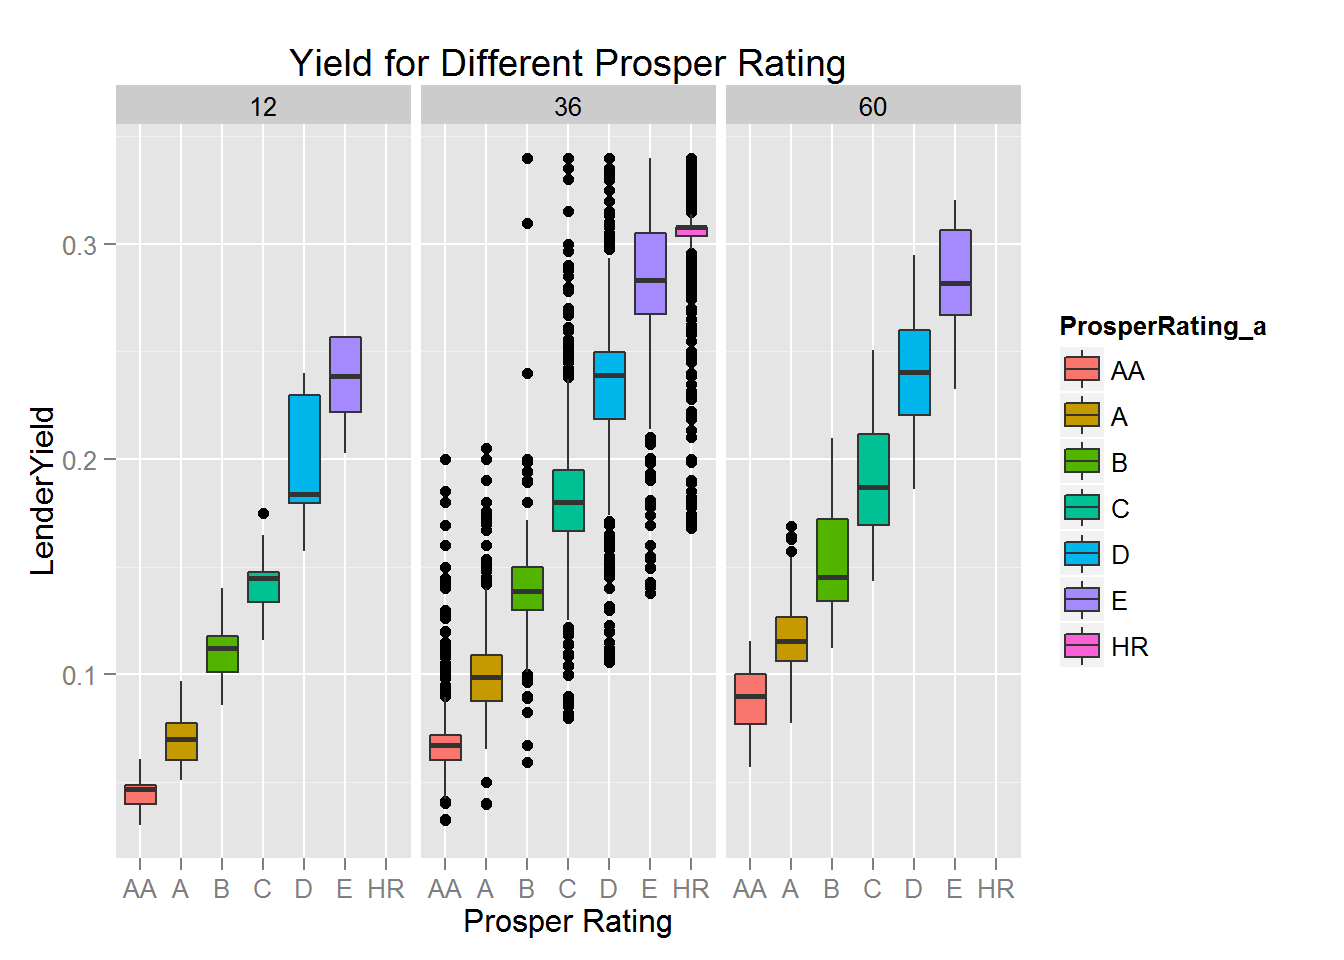 Yield for Different Prosper Rating
12 36 60
LenderYield
0.3
0.2
0.1
AA A B C D E HR AA A B C D E HR AA A B C D E HR
Prosper Rating
ProsperRating_a
AA
A
B
C
D
E
HR